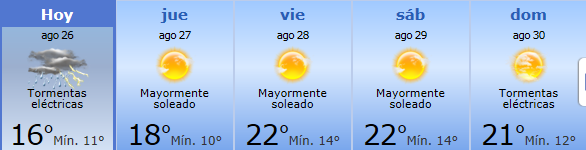 Hoy
ago 26
Tormentas
eléctricas
16° Mín. 11°
jue
ago 27
Mayormente
soleado
18° Mín. 10°
vie
ago 28
Mayormente
soleado
22° Mín. 14°
sáb
ago 29
Mayormente
soleado
22° Mín. 14°
dom
ago 30
Tormentas
eléctricas
21° Mín. 12°